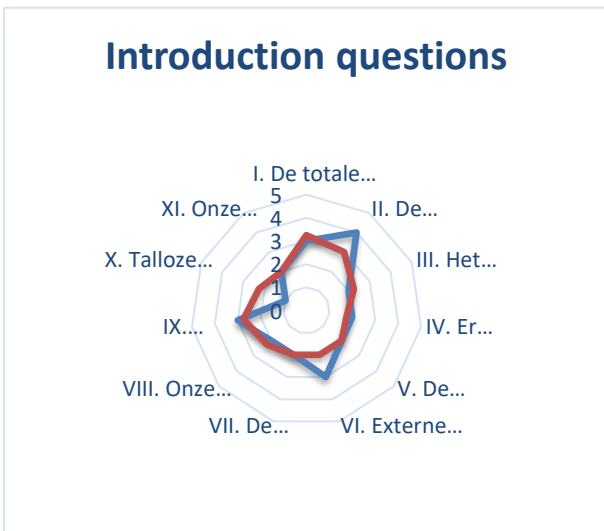 Introduction questions
I. De totale...
II. De...
III. Het...
IV. Er...
V. De...
VI. Externe...
VII. De...
VIII. Onze...
IX....
X. Talloze...
XI. Onze...
5
4
3
2
1
0